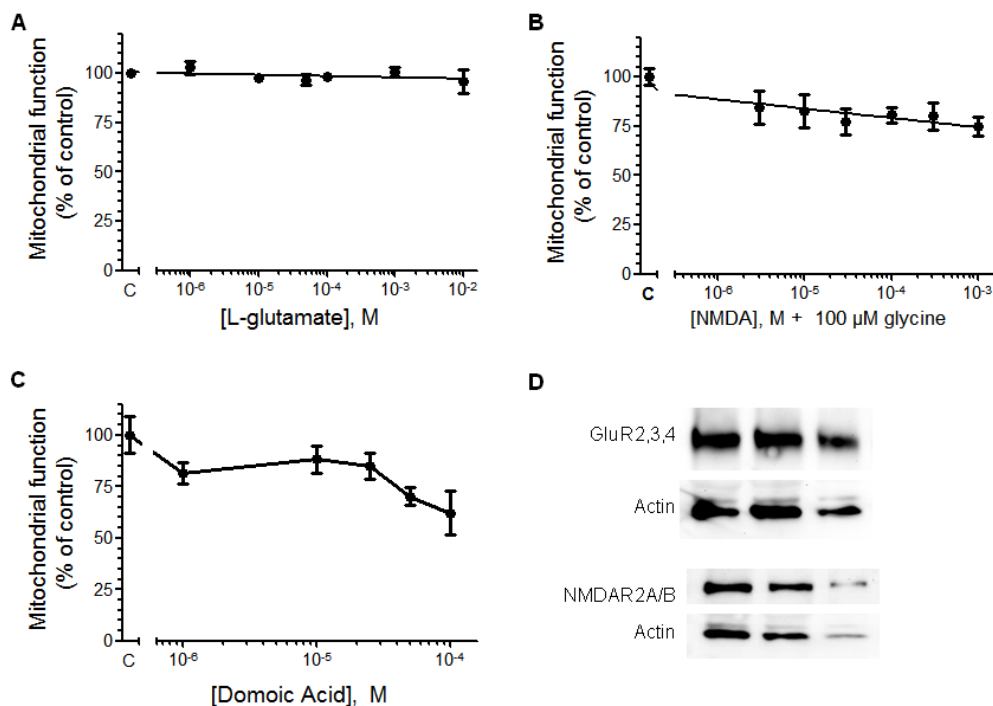 A
Mitochondrial function
(% of control)
100
75
50
25
0
C
10-6
10-5
10-4
10-3
10-2
[L-glutamate], M
B
Mitochondrial function
(% of control)
100
75
50
25
0
C
10-6
10-5
10-4
10-3
[NMDA], M + 100 µM glycine
C
Mitochondrial function
(% of control)
100
75
50
25
0
C
10-6
10-5
10-4
[Domoic Acid], M
D
GluR2,3,4
Actin
NMDAR2A/B
Actin